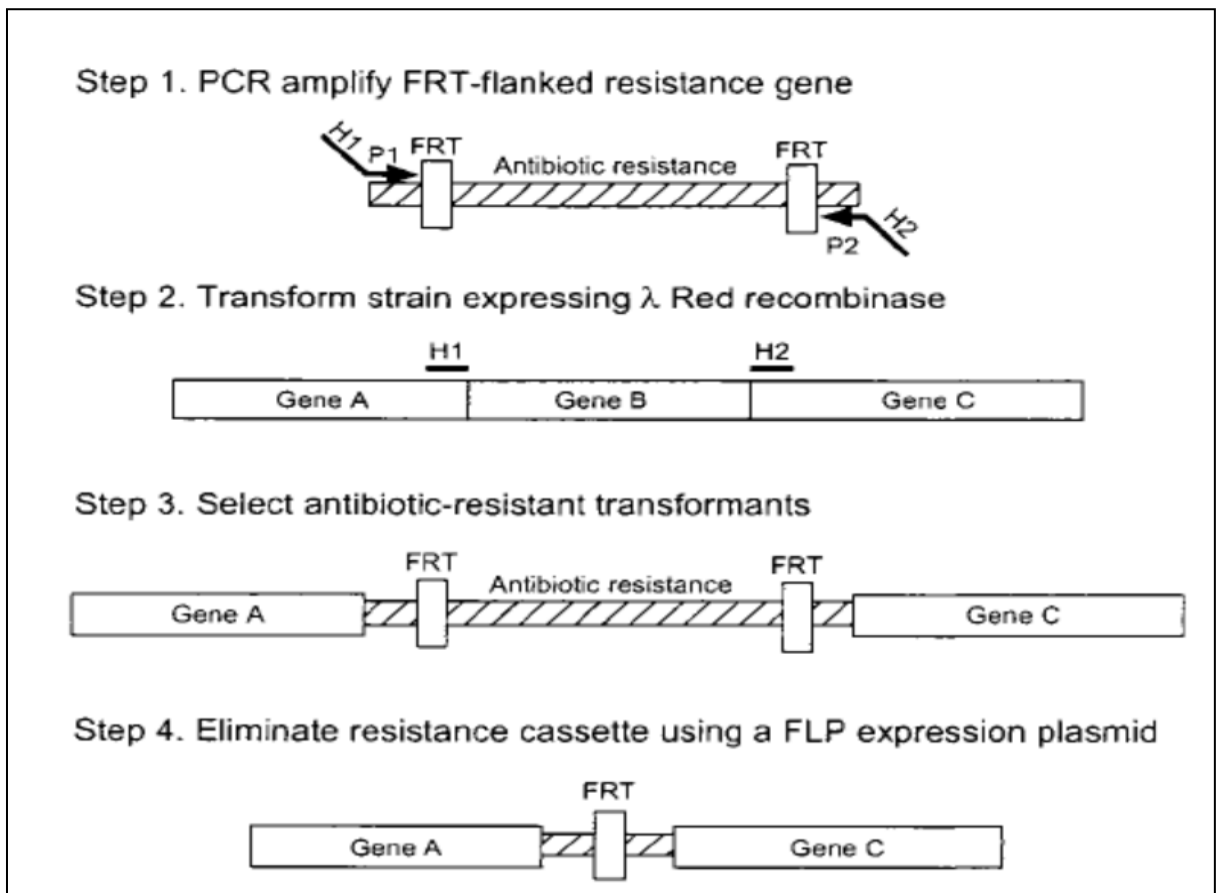 Step 1. PCR amplify FRT-flanked resistance gene
H1 P1 FRT Antibiotic resistance FRT
P2 H2
Step 2. Transform strain expressing λ Red recombinase
H1 H2
Gene A Gene B Gene C
Step 3. Select antibiotic-resistant transformants
FRT Antibiotic resistance FRT
Gene A Gene C
Step 4. Eliminate resistance cassette using a FLP expression plasmid
FRT
Gene A Gene C